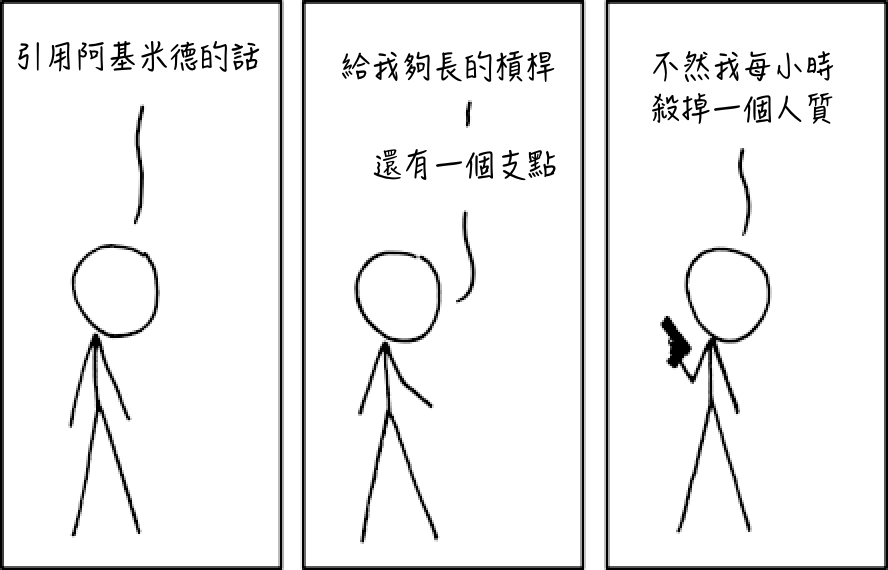 引用阿基米德的話
給我夠長的槓桿
還有一個支點
不然我每小時
殺掉一個人質